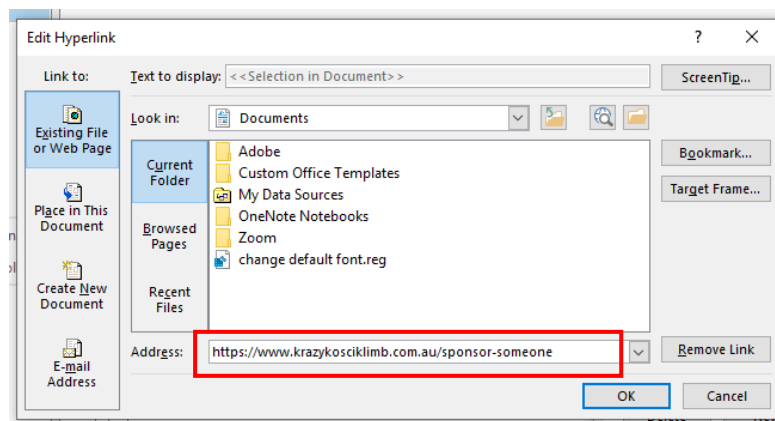 Edit Hyperlink
?
Link to:
Text to display:
<<Selection in Document>>
ScreenTip...
Existing File
or Web Page
Look in:
Documents
Current
Folder
Adobe
Custom Office Templates
My Data Sources
OneNote Notebooks
Zoom
change default font.reg
Bookmark...
Target Frame...
Place in This
Document
Browsed
Pages
Create New
Document
Recent
Files
E-mail
Address
Address:
https://www.krazykosciklimb.com.au/sponsor-someone
Remove Link
OK
Cancel